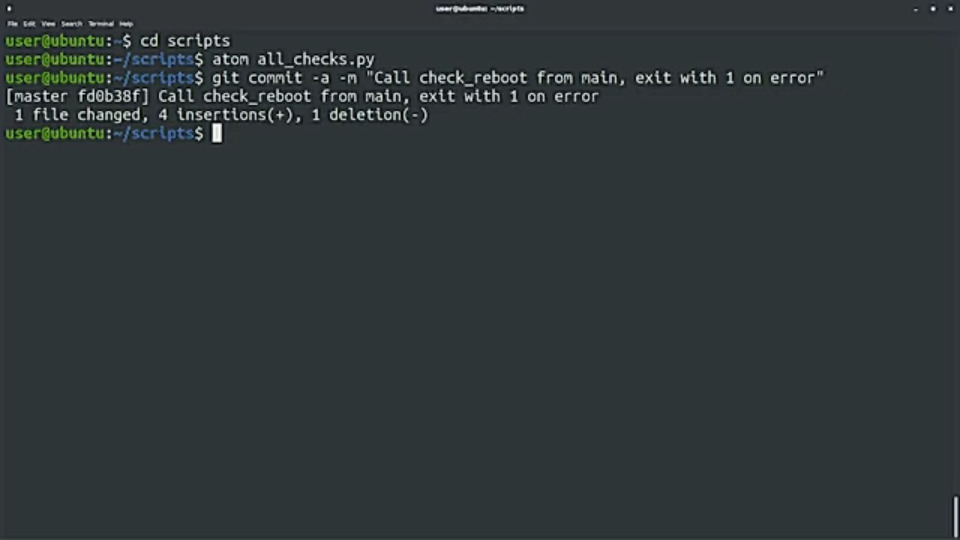 user@ubuntu: ~/scripts
File Edit View Search Terminal Help
user@ubuntu:~$ cd scripts
user@ubuntu:~/scripts$ atom all_checks.py
user@ubuntu:~/scripts$ git commit -a -m "Call check_reboot from main, exit with 1 on error"
[master fd0b38f] Call check_reboot from main, exit with 1 on error
 1 file changed, 4 insertions(+), 1 deletion(-)
user@ubuntu:~/scripts$